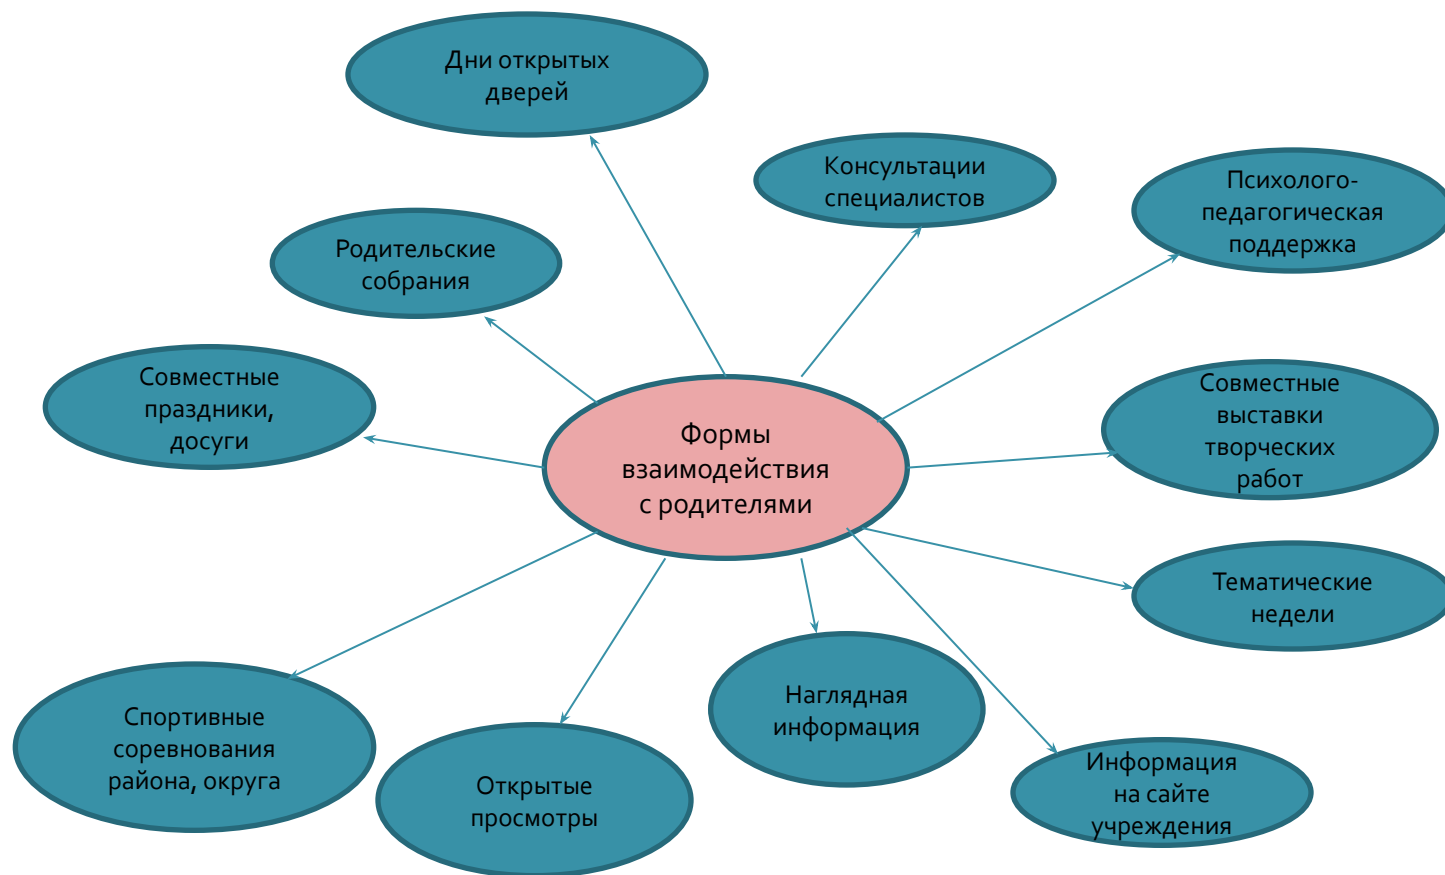 Дни открытых
дверей
Консультации
специалистов
Психолого-
педагогическая
поддержка
Родительские
собрания
Совместные
праздники,
досуги
Формы
взаимодействия
с родителями
Совместные
выставки
творческих
работ
Тематические
недели
Спортивные
соревнования
района, округа
Открытые
просмотры
Наглядная
информация
Информация
на сайте
учреждения